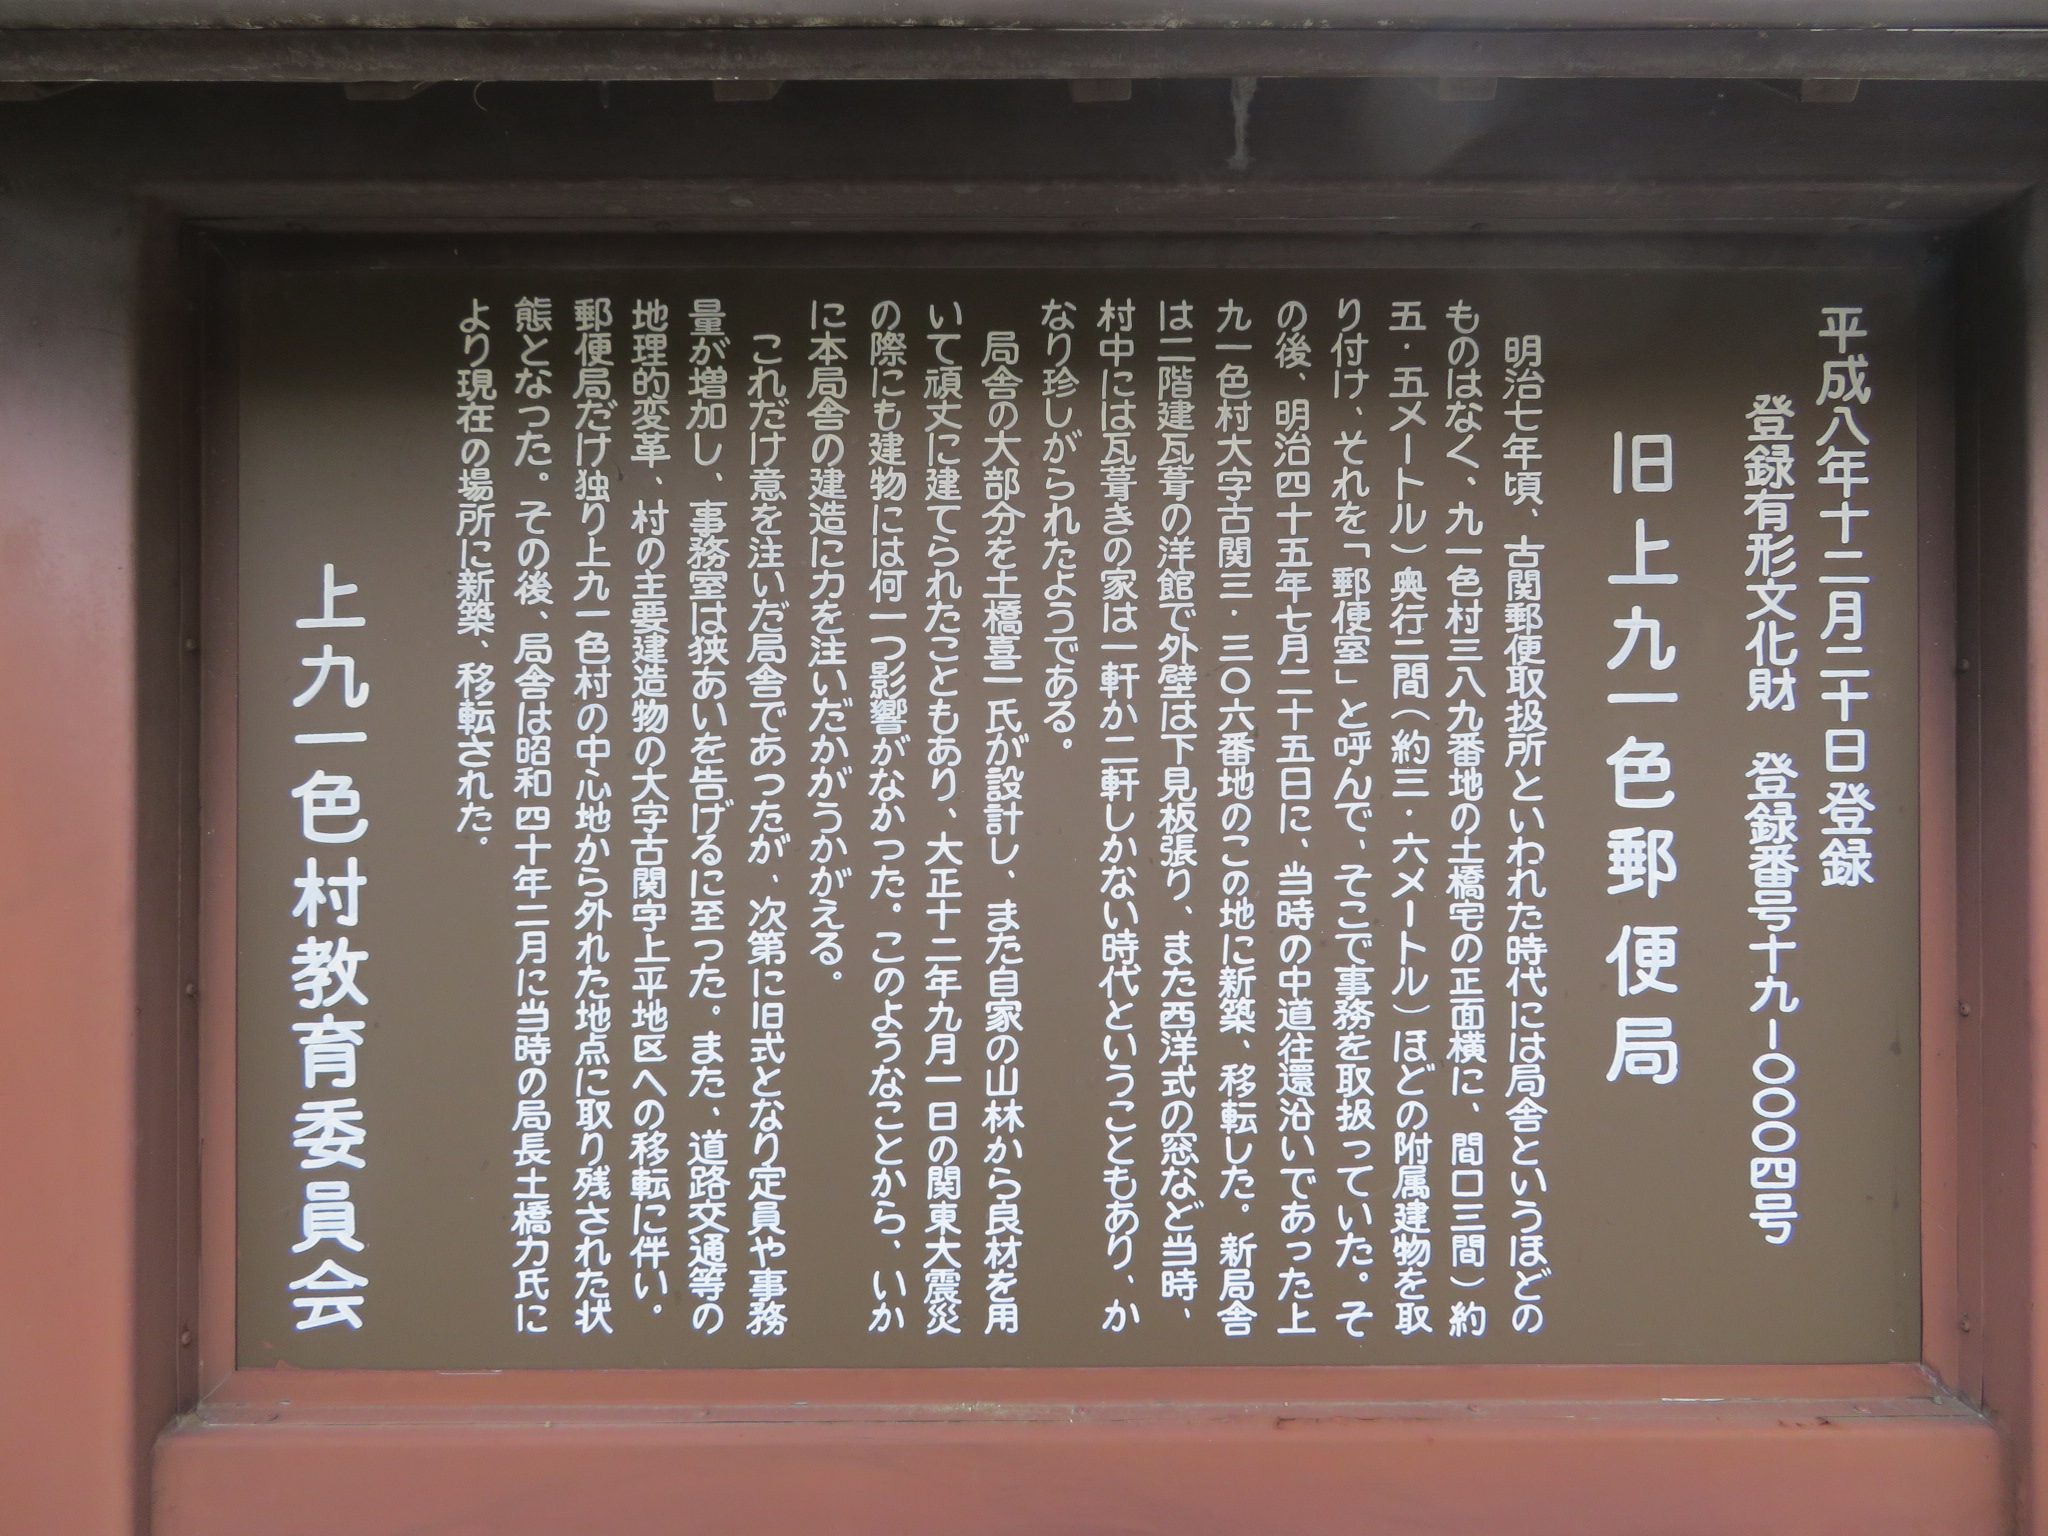 平成八年十二月二十日登録
登録有形文化財　登録番号十九ー〇〇〇四号
旧上九一色郵便局
明治七年頃、古関郵便取扱所といわれた時代には局舎というほどの
ものはなく、九一色村三八九番地の土橋宅の正面横に、間口三間（約
五・五メートル）奥行二間（約三・六メートル）ほどの附属建物を取
り付け、それを「郵便室」と呼んで、そこで事務を取扱っていた。そ
の後、明治四十五年七月二十五日に、当時の中道往還沿いであった上
九一色村大字古関三・三〇六番地のこの地に新築、移転した。新局舎
は二階建瓦葺の洋館で外壁は下見板張り、また西洋式の窓など当時、
村中には瓦葺きの家は一軒か二軒しかない時代ということもあり、か
なり珍しがられたようである。
局舎の大部分を土橋喜一氏が設計し、また自家の山林から良材を用
いて頑丈に建てられたこともあり、大正十二年九月一日の関東大震災
の際にも建物には何一つ影響がなかった。このようなことから、いか
に本局舎の建造に力を注いだかがうかがえる。
これだけ意を注いだ局舎であつたが、次第に旧式となり定員や事務
量が増加し、事務室は狭あいを告げるに至った。また、道路交通等の
地理的変革、村の主要建造物の大字古関字上平地区への移転に伴い。
郵便局だけ独り上九一色村の中心地から外れた地点に取り残された状
態となった。その後、局舎は昭和四十年二月に当時の局長土橋力氏に
より現在の場所に新築、移転された。
上九一色村教育委員会